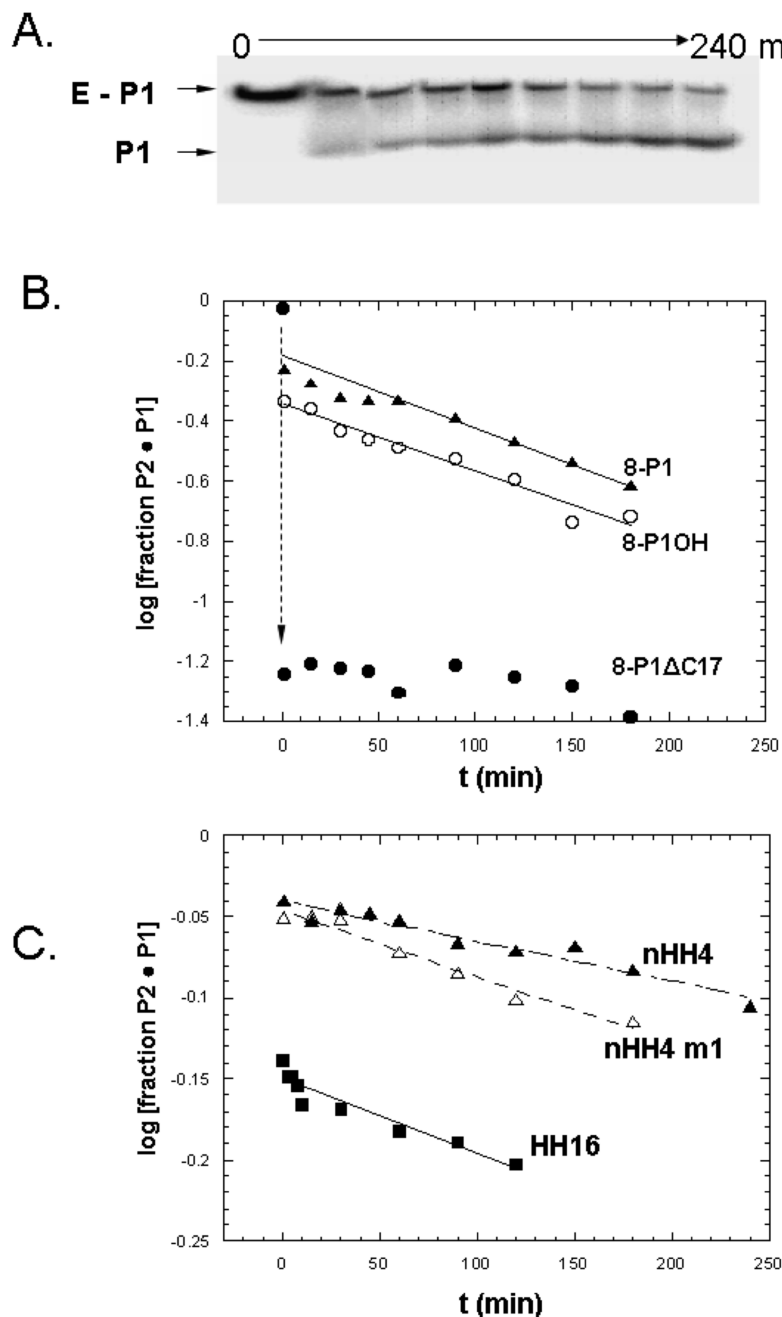 A.
0 240 m
E - P1
P1
B.
0
-0.2
-0.4
-0.6
-0.8
-1
-1.2
-1.4
log [fraction P2 ● P1]
8-P1
8-P1OH
8-P1ΔC17
0 50 100 150 200 250
t (min)
C.
0
-0.05
-0.1
-0.15
-0.2
-0.25
log [fraction P2 ● P1]
nHH4
nHH4 m1
HH16
0 50 100 150 200 250
t (min)